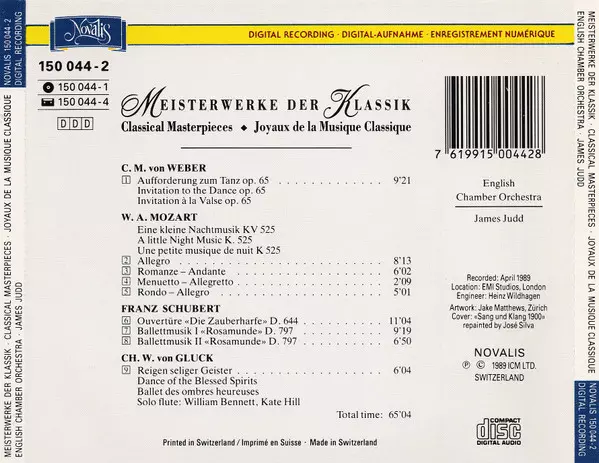 Novalis
DIGITAL RECORDING · DIGITAL-AUFNAHME · ENREGISTREMENT NUMÉRIQUE
150 044-2
150 044-1
150 044-4
DDD
MEISTERWERKE DER KLASSIK
Classical Masterpieces ◆ Joyaux de la Musique Classique
7 619915 004428
English
Chamber Orchestra
James Judd
C. M. von WEBER
1 Aufforderung zum Tanz op. 65 . . . . . . . . . . . . 9'21
Invitation to the Dance op. 65
Invitation à la Valse op. 65
W. A. MOZART
Eine kleine Nachtmusik KV 525
A little Night Music K. 525
Une petite musique de nuit K 525
2 Allegro . . . . . . . . . . . . 8'13
3 Romanze – Andante . . . . . . . . . . . . 6'02
4 Menuetto – Allegretto . . . . . . . . . . . . 2'09
5 Rondo – Allegro . . . . . . . . . . . . 5'01
FRANZ SCHUBERT
6 Ouvertüre «Die Zauberharfe» D. 644 . . . . . . . . 11'04
7 Ballettmusik I «Rosamunde» D. 797 . . . . . . . . 9'19
8 Ballettmusik II «Rosamunde» D. 797 . . . . . . . . 6'50
CH. W. von GLUCK
9 Reigen seliger Geister . . . . . . . . . . . . 6'04
Dance of the Blessed Spirits
Ballet des ombres heureuses
Solo flute: William Bennett, Kate Hill
Total time: 65'04
Recorded: April 1989
Location: EMI Studios, London
Engineer: Heinz Wildhagen
Artwork: Jake Matthews, Zürich
Cover: «Sang und Klang 1900»
repainted by José Silva
NOVALIS
℗ © 1989 ICM LTD.
SWITZERLAND
COMPACT
disc
DIGITAL AUDIO
Printed in Switzerland / Imprimé en Suisse · Made in Switzerland
MEISTERWERKE DER KLASSIK · CLASSICAL MASTERPIECES · JOYAUX DE LA MUSIQUE CLASSIQUE
ENGLISH CHAMBER ORCHESTRA · JAMES JUDD
NOVALIS 150 044-2
DIGITAL RECORDING
MEISTERWERKE DER KLASSIK · CLASSICAL MASTERPIECES · JOYAUX DE LA MUSIQUE CLASSIQUE
ENGLISH CHAMBER ORCHESTRA · JAMES JUDD
NOVALIS 150 044-2
DIGITAL RECORDING